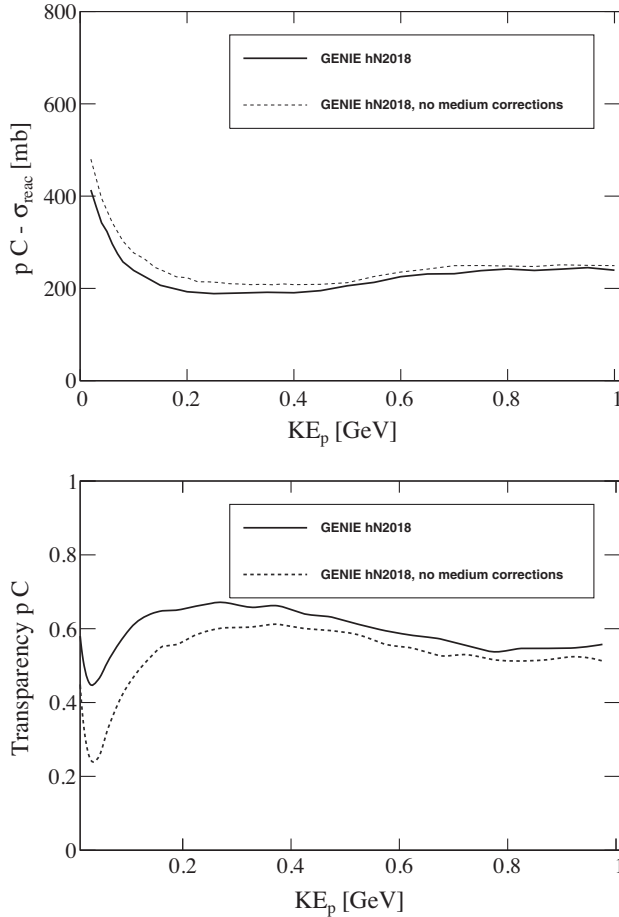 800
600
400
200
0
p C - σreac [mb]
GENIE hN2018
GENIE hN2018, no medium corrections
0 0.2 0.4 0.6 0.8 1
KEp [GeV]
1
0.8
0.6
0.4
0.2
0
Transparency p C
GENIE hN2018
GENIE hN2018, no medium corrections
0.2 0.4 0.6 0.8 1
KEp [GeV]